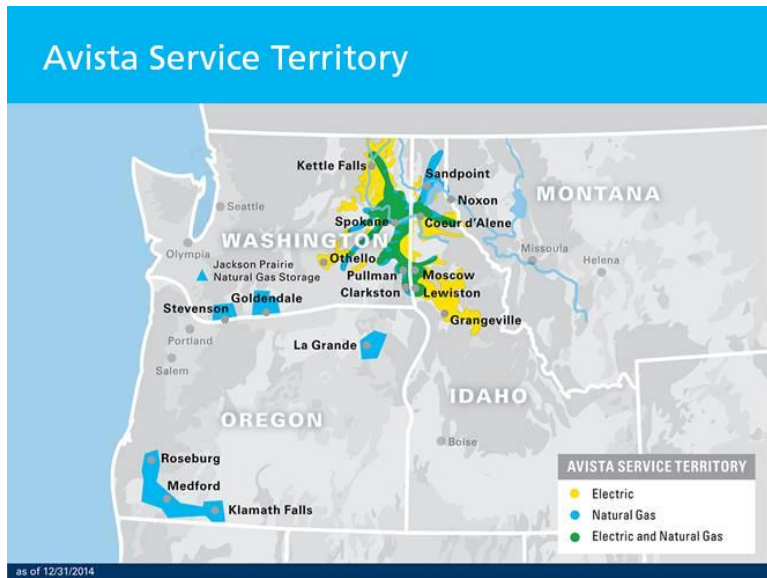 Avista Service Territory
Kettle Falls
Sandpoint
Noxon
MONTANA
Seattle
Spokane
Coeur d'Alene
WASHINGTON
Olympia
Othello
Missoula
Helena
Jackson Prairie
Natural Gas Storage
Pullman
Moscow
Clarkston
Lewiston
Goldendale
Stevenson
Grangeville
Portland
La Grande
Salem
IDAHO
OREGON
Boise
Roseburg
Medford
Klamath Falls
AVISTA SERVICE TERRITORY
Electric
Natural Gas
Electric and Natural Gas
as of 12/31/2014